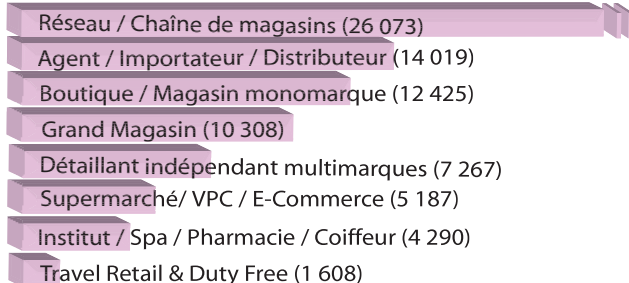 Réseau / Chaîne de magasins (26 073)
Agent / Importateur / Distributeur (14 019)
Boutique / Magasin monomarque (12 425)
Grand Magasin (10 308)
Détaillant indépendant multimarques (7 267)
Supermarché/ VPC / E-Commerce (5 187)
Institut / Spa / Pharmacie / Coiffeur (4 290)
Travel Retail & Duty Free (1 608)